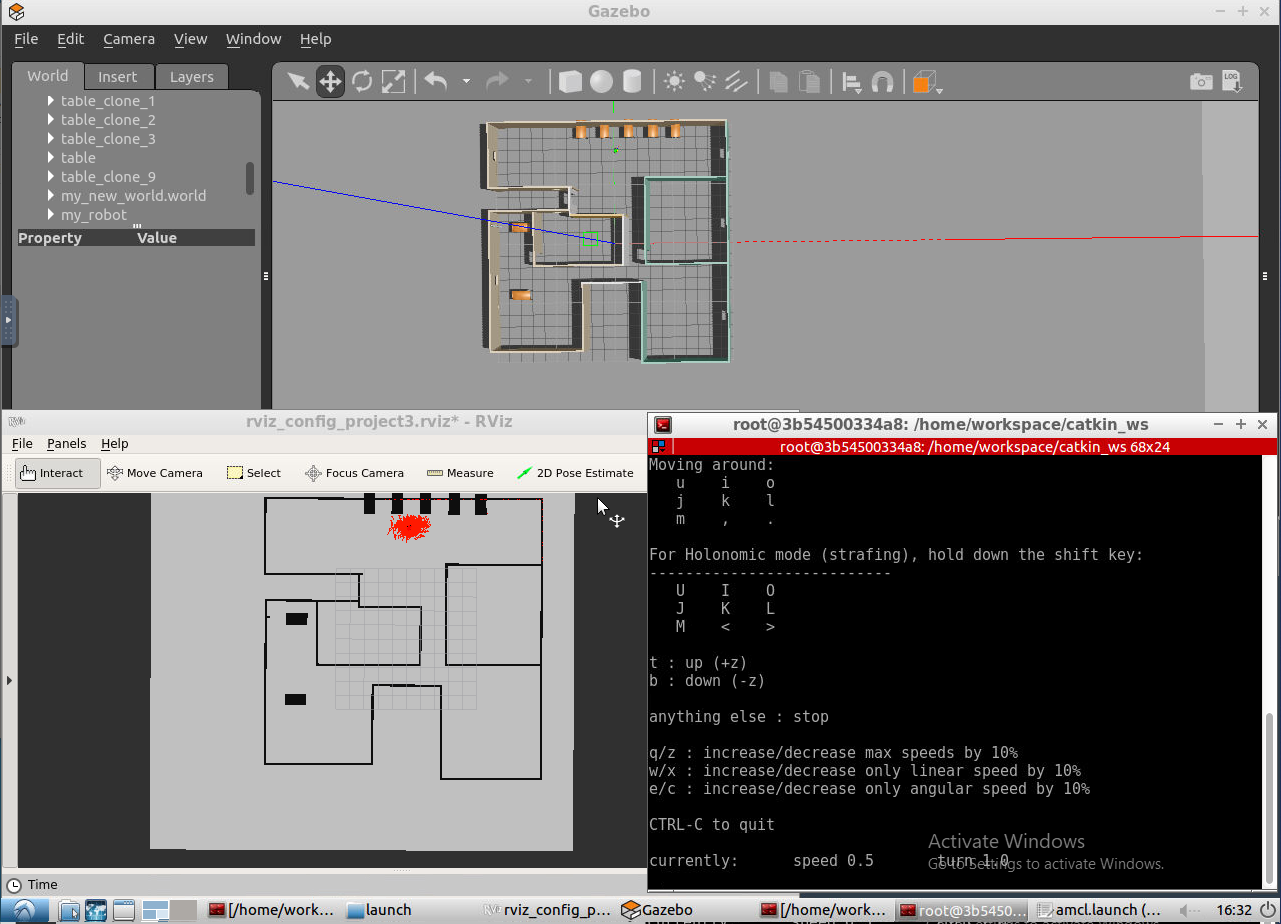 Gazebo
File Edit Camera View Window Help
World Insert Layers
table_clone_1
table_clone_2
table_clone_3
table
table_clone_9
my_new_world.world
my_robot
Property Value
LOG
rviz_config_project3.rviz* - RViz
File Panels Help
Interact Move Camera Select Focus Camera Measure 2D Pose Estimate
Time
root@3b54500334a8: /home/workspace/catkin_ws
root@3b54500334a8: /home/workspace/catkin_ws 68x24
Moving around:
u i o
j k l
m , .
For Holonomic mode (strafing), hold down the shift key:
---------------------------
U I O
J K L
M < >
t : up (+z)
b : down (-z)
anything else : stop
q/z : increase/decrease max speeds by 10%
w/x : increase/decrease only linear speed by 10%
e/c : increase/decrease only angular speed by 10%
CTRL-C to quit
currently: speed 0.5 turn 1.0
Activate Windows
Go to Settings to activate Windows.
[/home/work... launch rviz_config_p... Gazebo [/home/work... root@3b5450... amcl.launch (... 16:32